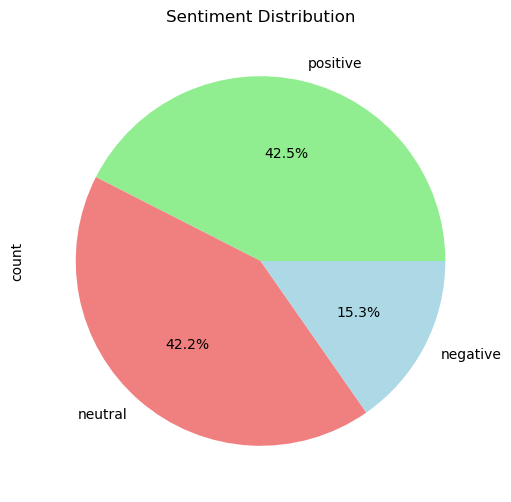 Sentiment Distribution
positive
42.5%
count
15.3%
42.2%
negative
neutral